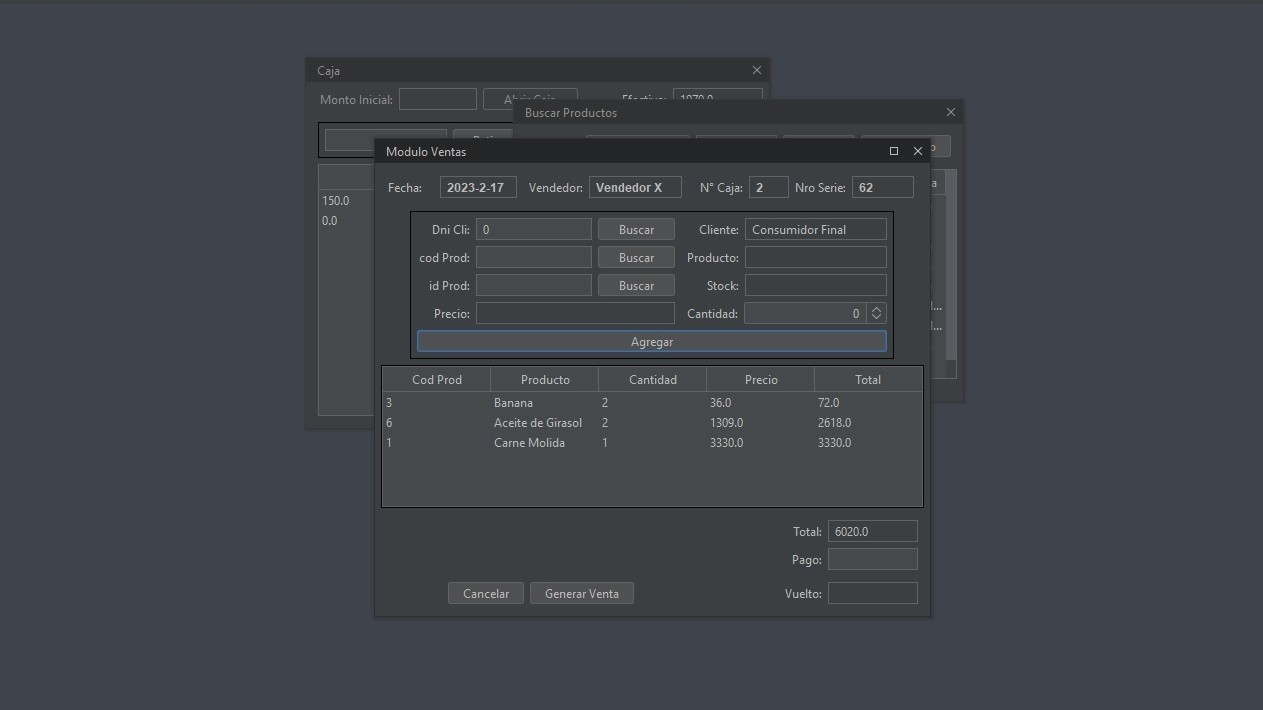 Caja
Monto Inicial: Abrir Caja Efectivo: 1070.0
Buscar Productos
150.0
0.0
Modulo Ventas
Fecha: 2023-2-17 Vendedor: Vendedor X N° Caja: 2 Nro Serie: 62
Dni Cli: 0 Buscar Cliente: Consumidor Final
cod Prod: Buscar Producto:
id Prod: Buscar Stock:
Precio: Cantidad: 0
Agregar
Cod Prod Producto Cantidad Precio Total
3 Banana 2 36.0 72.0
6 Aceite de Girasol 2 1309.0 2618.0
1 Carne Molida 1 3330.0 3330.0
Total: 6020.0
Pago:
Cancelar Generar Venta Vuelto: